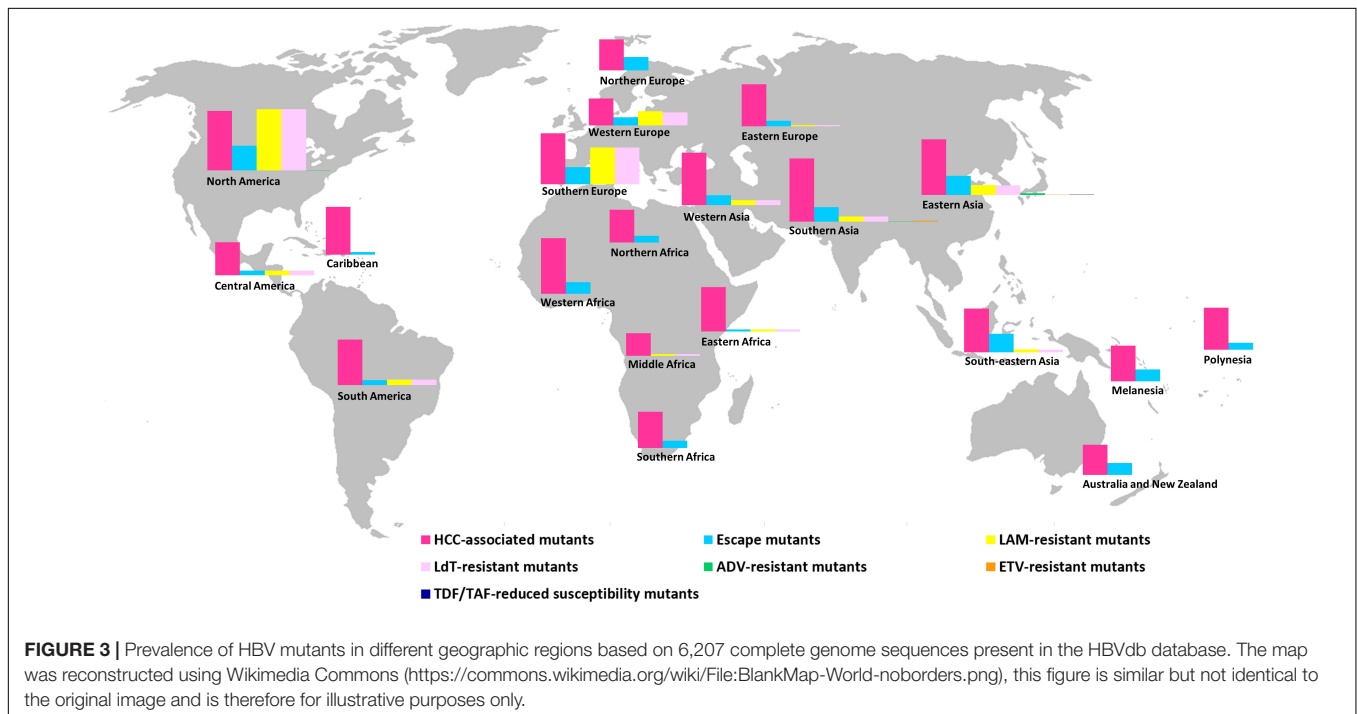 Northern Europe
Western Europe
Eastern Europe
North America
Southern Europe
Eastern Asia
Western Asia
Southern Asia
Northern Africa
Caribbean
Central America
Western Africa
Eastern Africa
Middle Africa
South-eastern Asia
Polynesia
Melanesia
South America
Southern Africa
Australia and New Zealand
HCC-associated mutants
Escape mutants
LAM-resistant mutants
LdT-resistant mutants
ADV-resistant mutants
ETV-resistant mutants
TDF/TAF-reduced susceptibility mutants
FIGURE 3 | Prevalence of HBV mutants in different geographic regions based on 6,207 complete genome sequences present in the HBVdb database. The map
was reconstructed using Wikimedia Commons (https://commons.wikimedia.org/wiki/File:BlankMap-World-noborders.png), this figure is similar but not identical to
the original image and is therefore for illustrative purposes only.